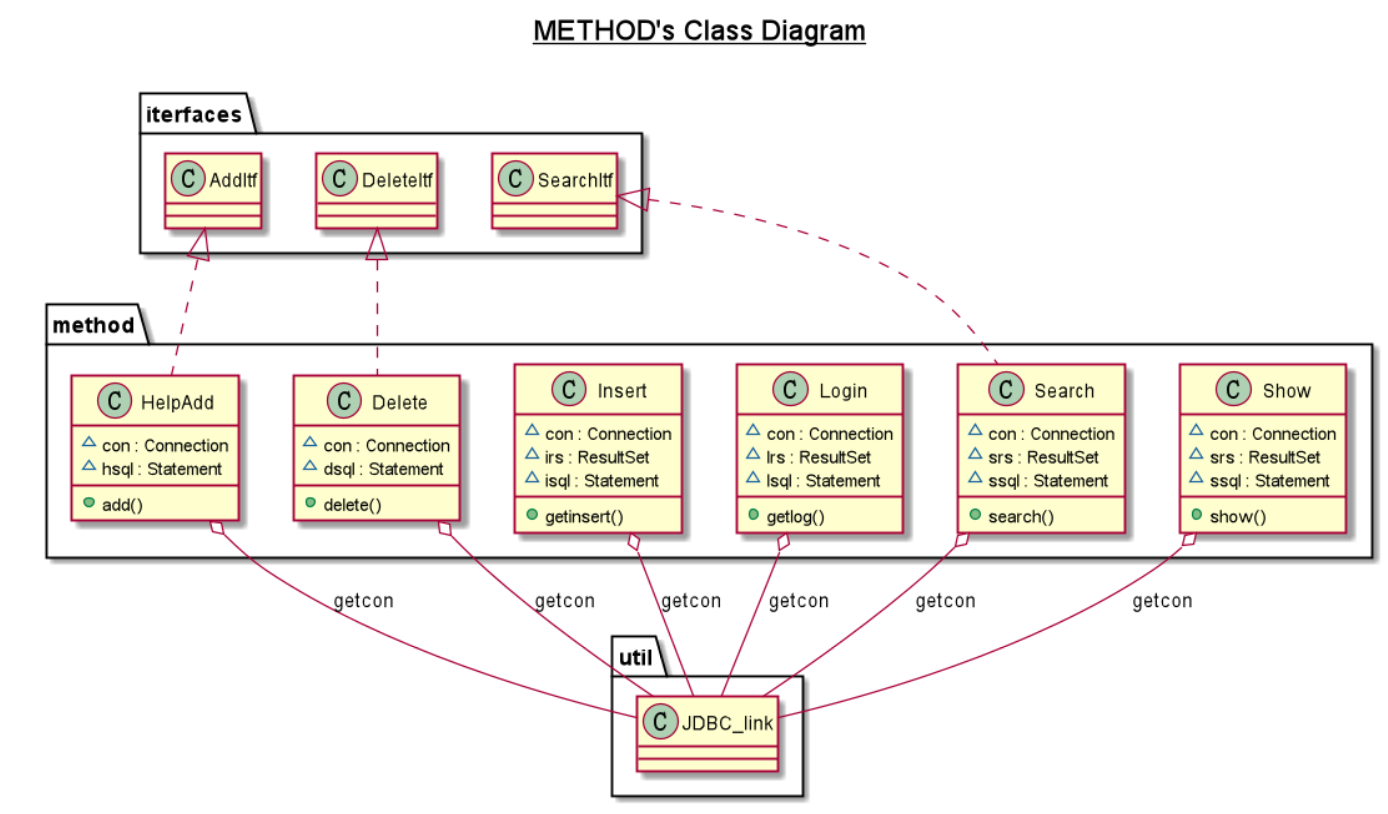 METHOD's Class Diagram
iterfaces
C AddItf
C DeleteItf
C SearchItf
method
C HelpAdd
con : Connection
hsql : Statement
add()
C Delete
con : Connection
dsql : Statement
delete()
C Insert
con : Connection
irs : ResultSet
isql : Statement
getinsert()
C Login
con : Connection
lrs : ResultSet
lsql : Statement
getlog()
C Search
con : Connection
srs : ResultSet
ssql : Statement
search()
C Show
con : Connection
srs : ResultSet
ssql : Statement
show()
getcon
getcon
getcon
getcon
getcon
getcon
util
C JDBC_link